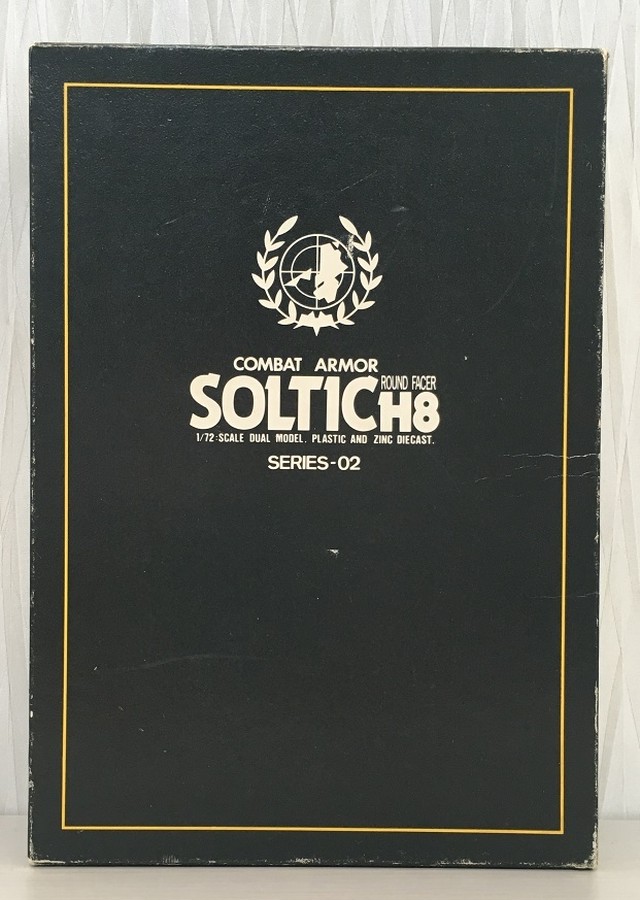 COMBAT ARMOR
SOLTIC ROUND FACER H8
1/72:SCALE DUAL MODEL. PLASTIC AND ZINC DIECAST.
SERIES-02